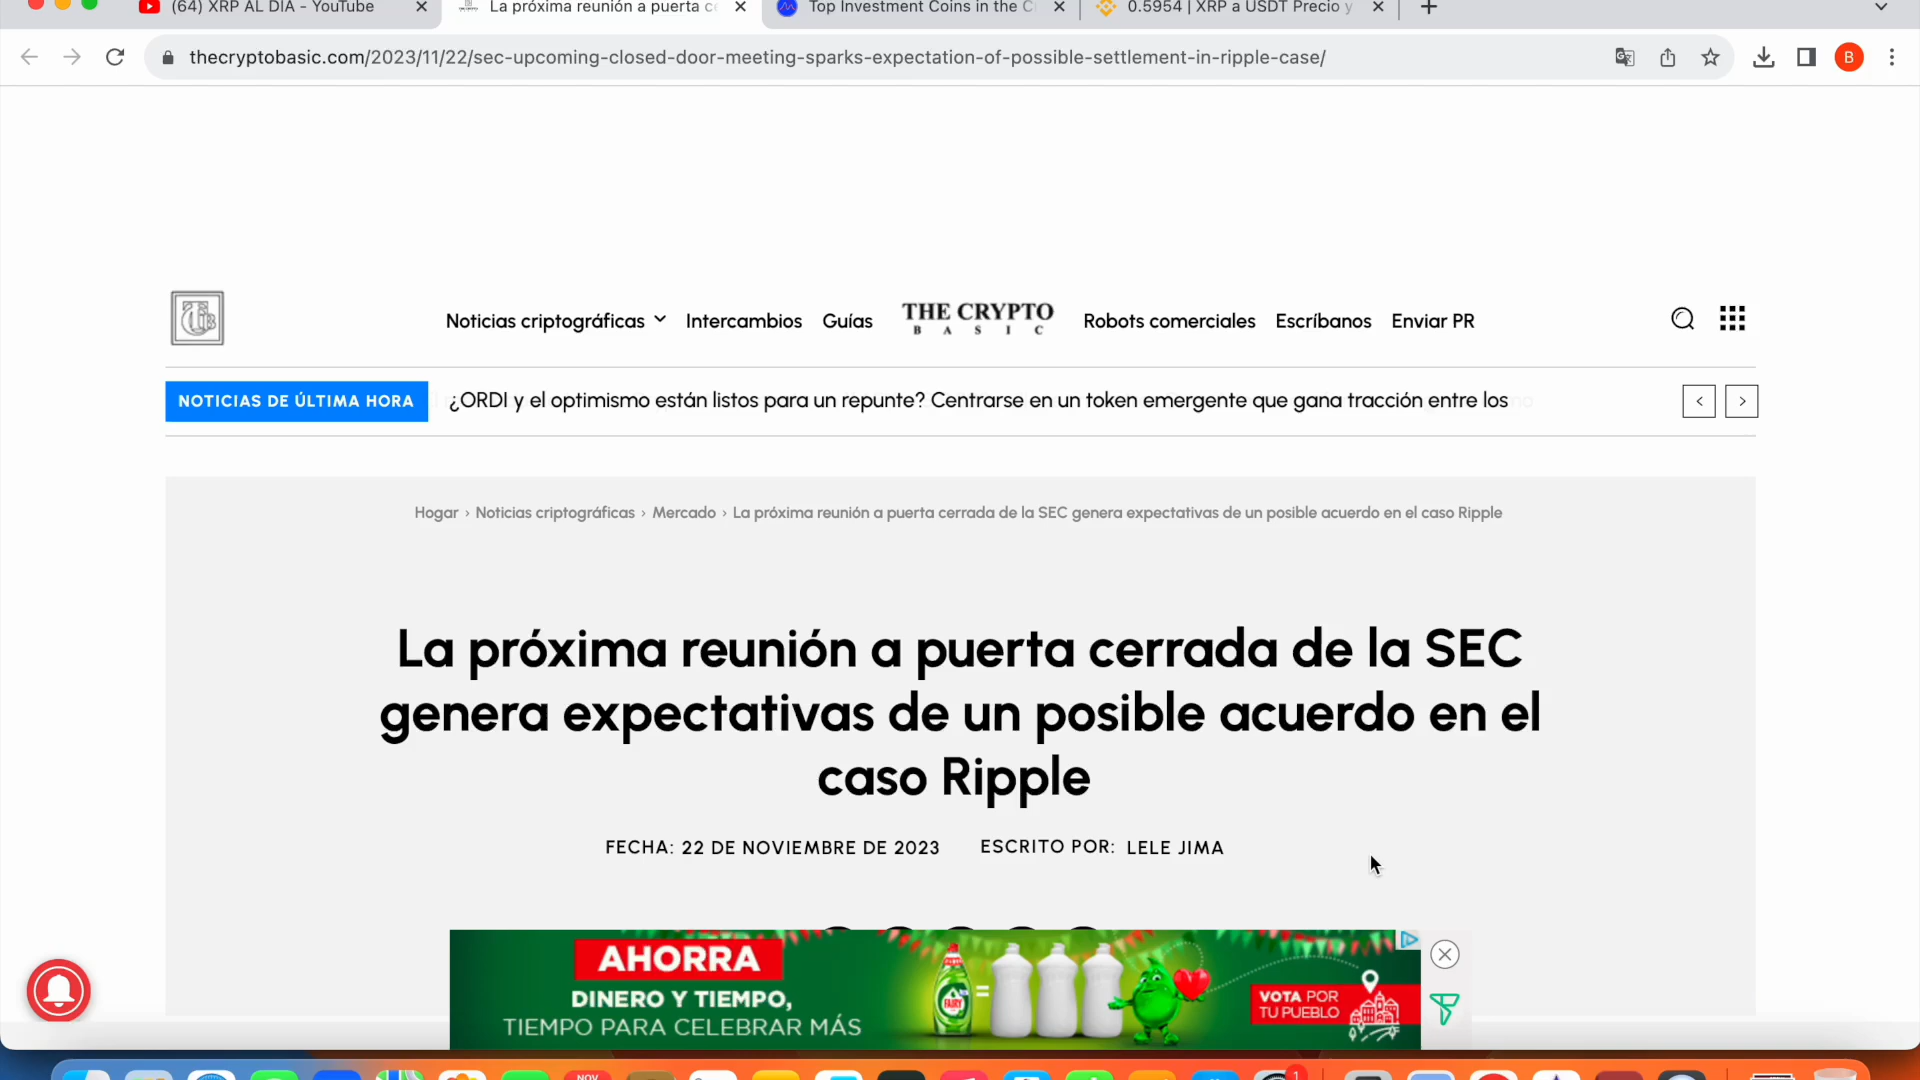 (64) XRP AL DIA - YouTube
La próxima reunión a puerta ce
Top Investment Coins in the C
0.5954 | XRP a USDT Precio y
thecryptobasic.com/2023/11/22/sec-upcoming-closed-door-meeting-sparks-expectation-of-possible-settlement-in-ripple-case/
B
Noticias criptográficas
Intercambios
Guías
THE CRYPTO
BASIC
Robots comerciales
Escríbanos
Enviar PR
NOTICIAS DE ÚLTIMA HORA
¿ORDI y el optimismo están listos para un repunte? Centrarse en un token emergente que gana tracción entre los
Hogar › Noticias criptográficas › Mercado › La próxima reunión a puerta cerrada de la SEC genera expectativas de un posible acuerdo en el caso Ripple
La próxima reunión a puerta cerrada de la SEC
genera expectativas de un posible acuerdo en el
caso Ripple
FECHA: 22 DE NOVIEMBRE DE 2023
ESCRITO POR: LELE JIMA
AHORRA
DINERO Y TIEMPO,
TIEMPO PARA CELEBRAR MÁS
FAIRY
=
VOTA POR
TU PUEBLO
NOV
1